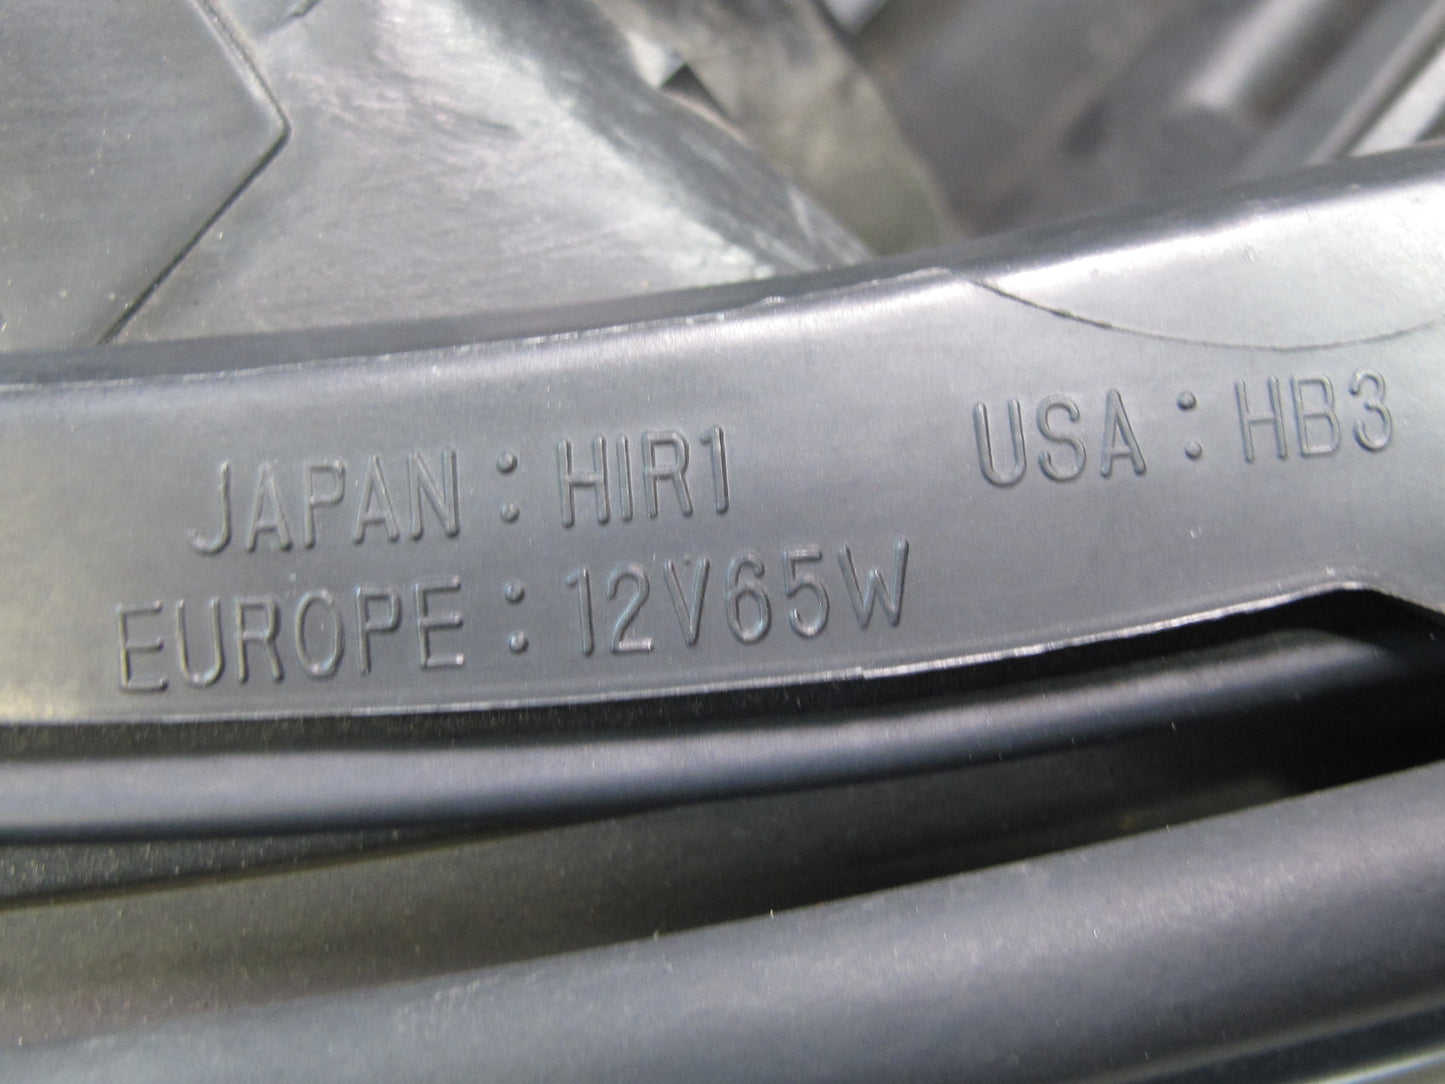 JAPAN : HIR1 USA : HB3
EUROPE : 12V65W